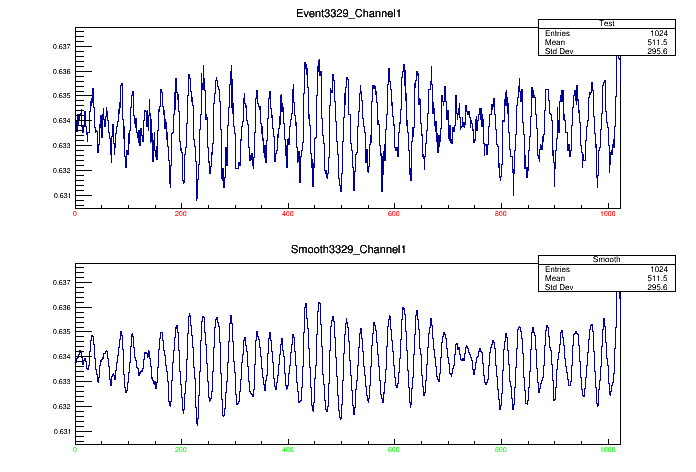 Event3329_Channel1
Test
Entries 1024
Mean 511.5
Std Dev 295.6
0.637
0.636
0.635
0.634
0.633
0.632
0.631
0 200 400 600 800 1000
Smooth3329_Channel1
Smooth
Entries 1024
Mean 511.5
Std Dev 295.6
0.637
0.636
0.635
0.634
0.633
0.632
0.631
0 200 400 600 800 1000